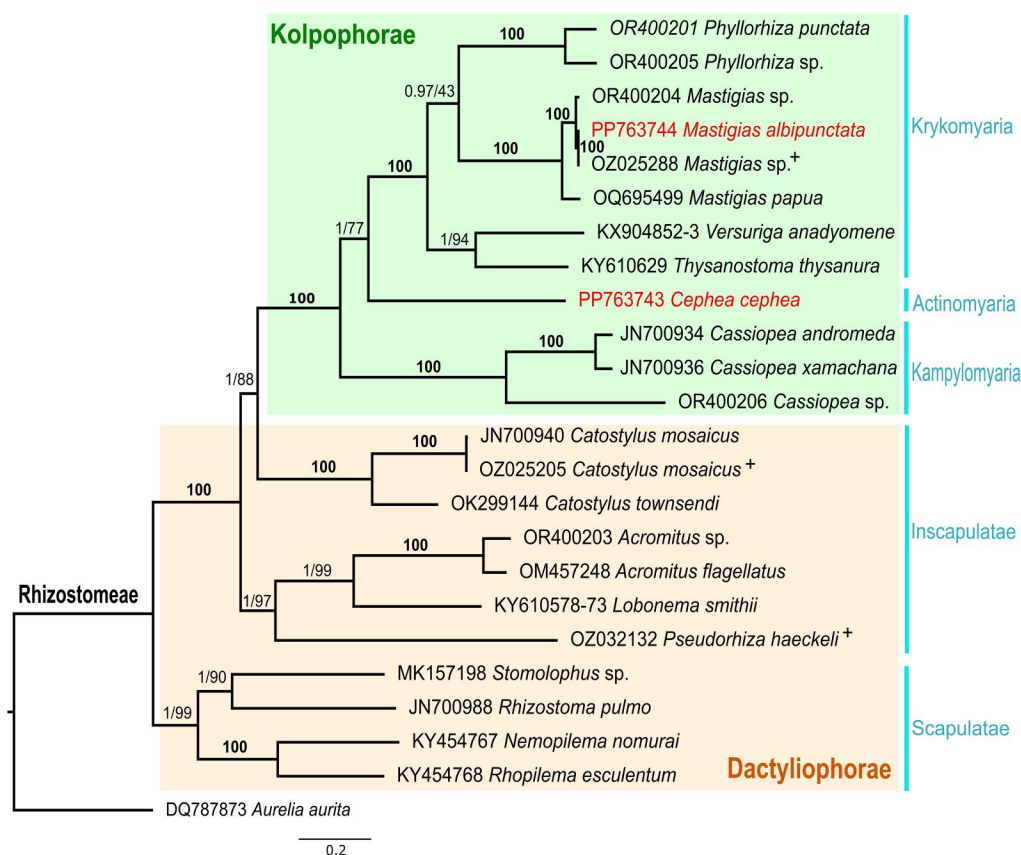 Kolpophorae
100
OR400201 Phyllorhiza punctata
OR400205 Phyllorhiza sp.
0.97/43
OR400204 Mastigias sp.
100
PP763744 Mastigias albipunctata
Krykomyaria
100
100
OZ025288 Mastigias sp.+
100
OQ695499 Mastigias papua
1/77
KX904852-3 Versuriga anadyomene
1/94
KY610629 Thysanostoma thysanura
100
PP763743 Cephea cephea
Actinomyaria
JN700934 Cassiopea andromeda
100
JN700936 Cassiopea xamachana
Kampylomyaria
100
1/88
OR400206 Cassiopea sp.
JN700940 Catostylus mosaicus
100
100
OZ025205 Catostylus mosaicus +
100
OK299144 Catostylus townsendi
Inscapulatae
OR400203 Acromitus sp.
100
1/99
OM457248 Acromitus flagellatus
Rhizostomeae
1/97
KY610578-73 Lobonema smithii
OZ032132 Pseudorhiza haeckeli +
1/90
MK157198 Stomolophus sp.
1/99
JN700988 Rhizostoma pulmo
Scapulatae
100
KY454767 Nemopilema nomurai
KY454768 Rhopilema esculentum
Dactyliophorae
DQ787873 Aurelia aurita
0.2